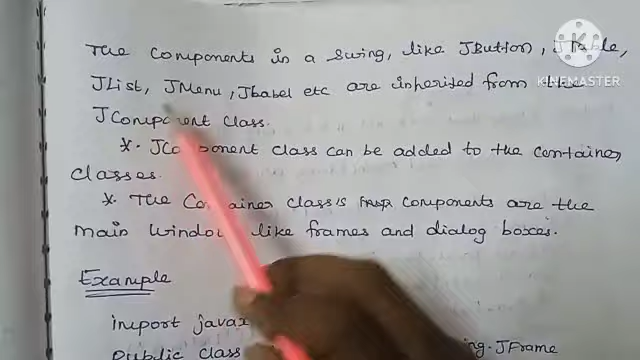 The Components in a Swing, like JButton, JTable,
JList, JMenu, JLabel etc are inherited from the
JComponent class.
*. JComponent class can be added to the container
classes.
*. The Container class is components are the
main window like frames and dialog boxes.
Example
import javax
Public class ing. JFrame
KINEMASTER